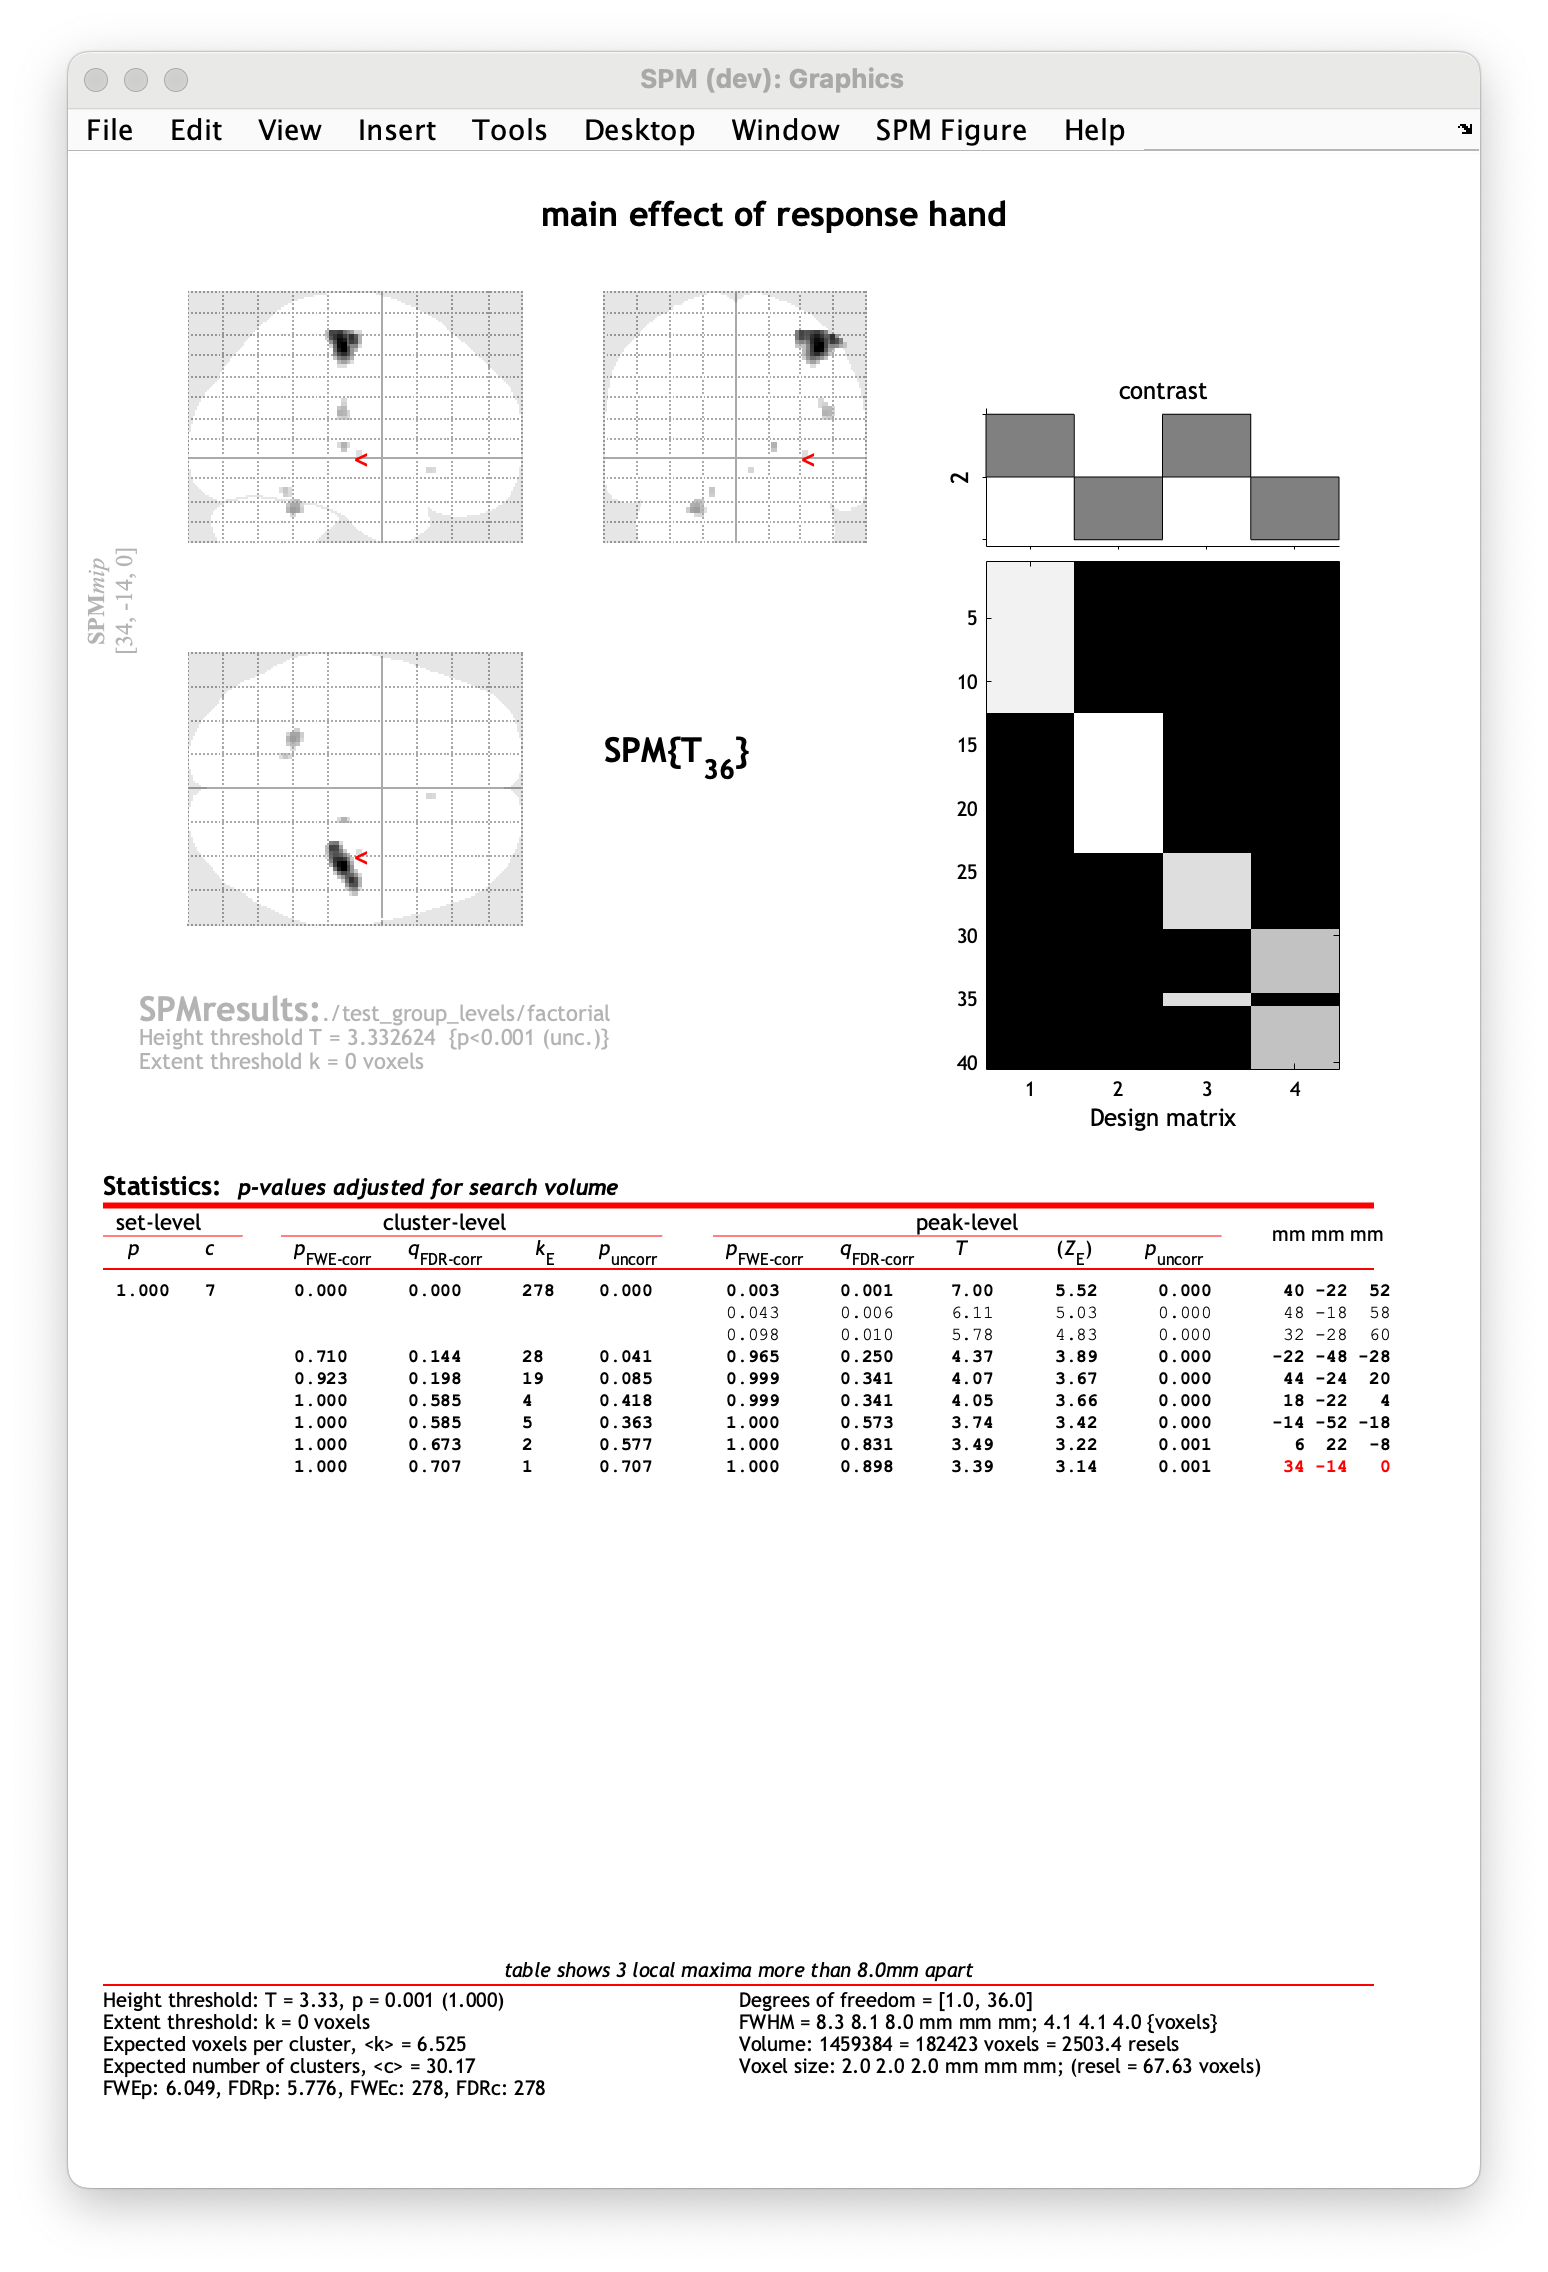 SPM (dev): Graphics
File Edit View Insert Tools Desktop Window SPM Figure Help
main effect of response hand
SPMmip
[34, -14, 0]
<
<
<
SPM{T36}
contrast
2
5
10
15
20
25
30
35
40
1 2 3 4
Design matrix
SPMresults: ./test_group_levels/factorial
Height threshold T = 3.332624 {p<0.001 (unc.)}
Extent threshold k = 0 voxels
Statistics: p-values adjusted for search volume
set-level cluster-level peak-level mm mm mm
p c pFWE-corr qFDR-corr kE puncorr pFWE-corr qFDR-corr T (ZE) puncorr
1.000 7 0.000 0.000 278 0.000 0.003 0.001 7.00 5.52 0.000 40 -22 52
0.043 0.006 6.11 5.03 0.000 48 -18 58
0.098 0.010 5.78 4.83 0.000 32 -28 60
0.710 0.144 28 0.041 0.965 0.250 4.37 3.89 0.000 -22 -48 -28
0.923 0.198 19 0.085 0.999 0.341 4.07 3.67 0.000 44 -24 20
1.000 0.585 4 0.418 0.999 0.341 4.05 3.66 0.000 18 -22 4
1.000 0.585 5 0.363 1.000 0.573 3.74 3.42 0.000 -14 -52 -18
1.000 0.673 2 0.577 1.000 0.831 3.49 3.22 0.001 6 22 -8
1.000 0.707 1 0.707 1.000 0.898 3.39 3.14 0.001 34 -14 0
table shows 3 local maxima more than 8.0mm apart
Height threshold: T = 3.33, p = 0.001 (1.000)
Extent threshold: k = 0 voxels
Expected voxels per cluster, <k> = 6.525
Expected number of clusters, <c> = 30.17
FWEp: 6.049, FDRp: 5.776, FWEc: 278, FDRc: 278
Degrees of freedom = [1.0, 36.0]
FWHM = 8.3 8.1 8.0 mm mm mm; 4.1 4.1 4.0 {voxels}
Volume: 1459384 = 182423 voxels = 2503.4 resels
Voxel size: 2.0 2.0 2.0 mm mm mm; (resel = 67.63 voxels)